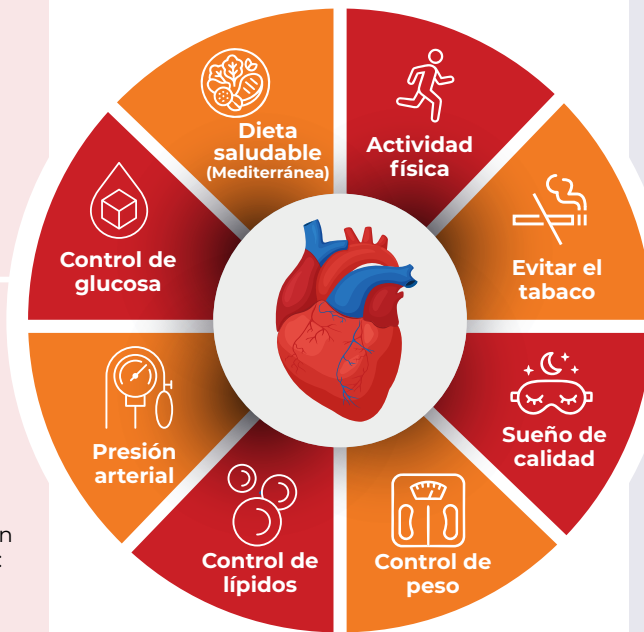 Dieta
saludable
(Mediterránea)
Actividad
física
Evitar el
tabaco
Sueño de
calidad
Control de
peso
Control de
lípidos
Presión
arterial
Control de
glucosa